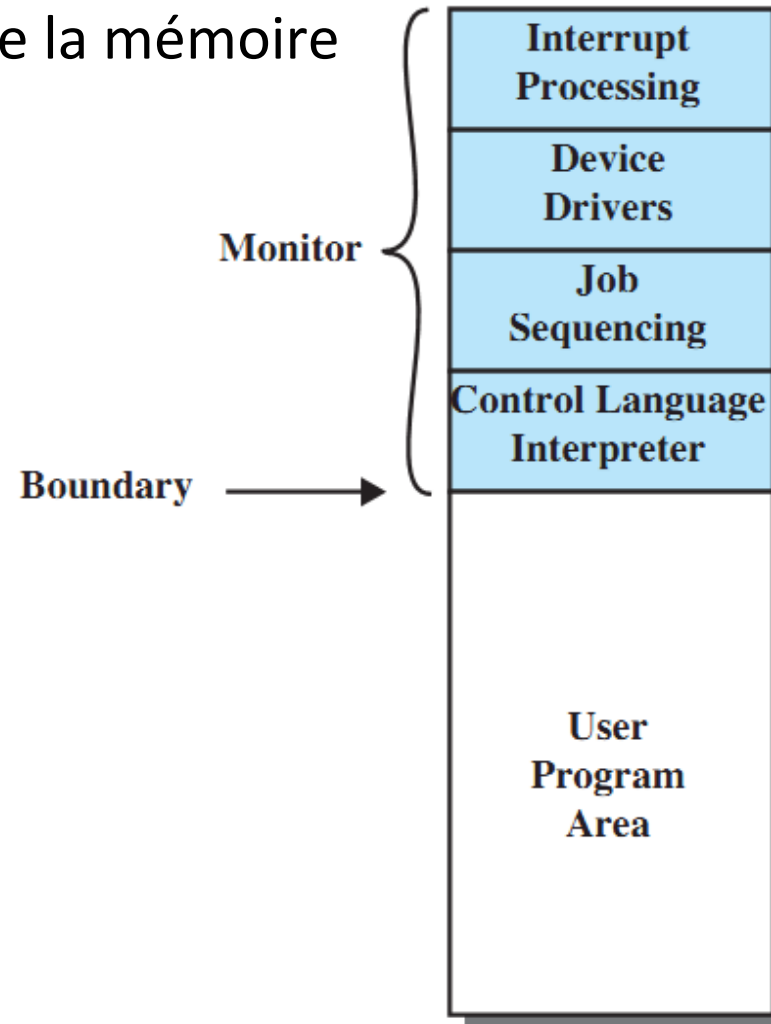 e la mémoire
Interrupt
Processing
Device
Drivers
Monitor
Job
Sequencing
Control Language
Interpreter
Boundary
User
Program
Area